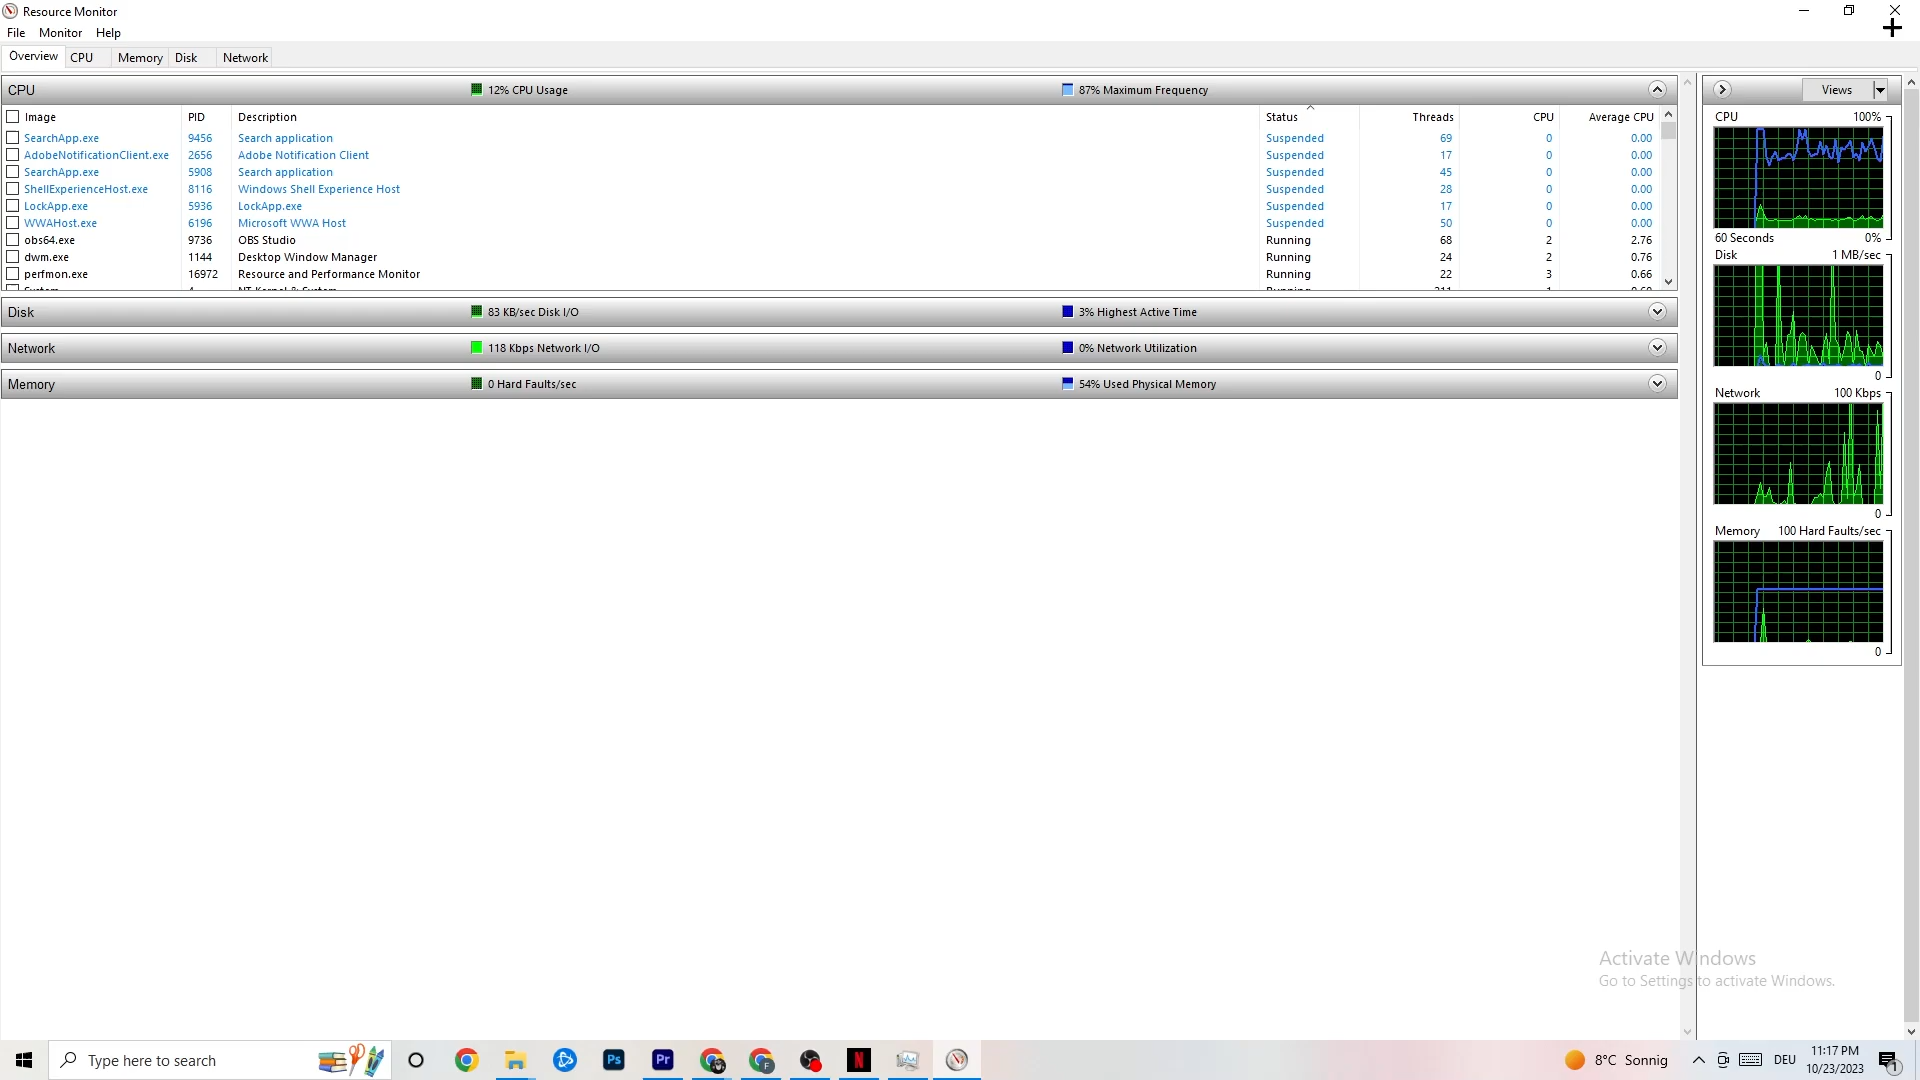 Resource Monitor
File Monitor Help
Overview CPU Memory Disk Network
CPU 12% CPU Usage 87% Maximum Frequency
Image PID Description Status Threads CPU Average CPU
SearchApp.exe 9456 Search application Suspended 69 0 0.00
AdobeNotificationClient.exe 2656 Adobe Notification Client Suspended 17 0 0.00
SearchApp.exe 5908 Search application Suspended 45 0 0.00
ShellExperienceHost.exe 8116 Windows Shell Experience Host Suspended 28 0 0.00
LockApp.exe 5936 LockApp.exe Suspended 17 0 0.00
WWAHost.exe 6196 Microsoft WWA Host Suspended 50 0 0.00
obs64.exe 9736 OBS Studio Running 68 2 2.76
dwm.exe 1144 Desktop Window Manager Running 24 2 0.76
perfmon.exe 16972 Resource and Performance Monitor Running 22 3 0.66
Disk 83 KB/sec Disk I/O 3% Highest Active Time
Network 118 Kbps Network I/O 0% Network Utilization
Memory 0 Hard Faults/sec 54% Used Physical Memory
Views
CPU 100%
60 Seconds 0%
Disk 1 MB/sec
0
Network 100 Kbps
0
Memory 100 Hard Faults/sec
0
Activate Windows
Go to Settings to activate Windows.
Type here to search
Ps
Pr
F
N
8°C Sonnig
DEU
11:17 PM
10/23/2023
1